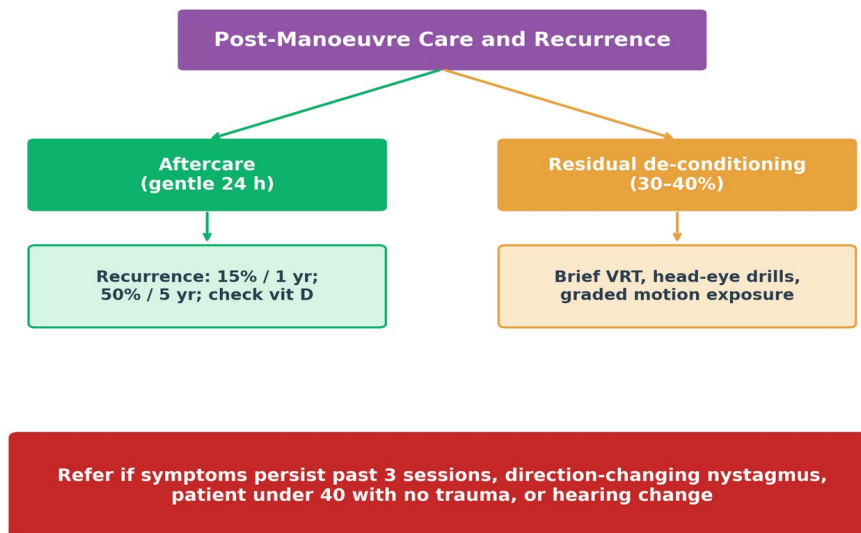 Post-Manoeuvre Care and Recurrence
Aftercare
(gentle 24 h)
Residual de-conditioning
(30–40%)
Recurrence: 15% / 1 yr;
50% / 5 yr; check vit D
Brief VRT, head-eye drills,
graded motion exposure
Refer if symptoms persist past 3 sessions, direction-changing nystagmus,
patient under 40 with no trauma, or hearing change